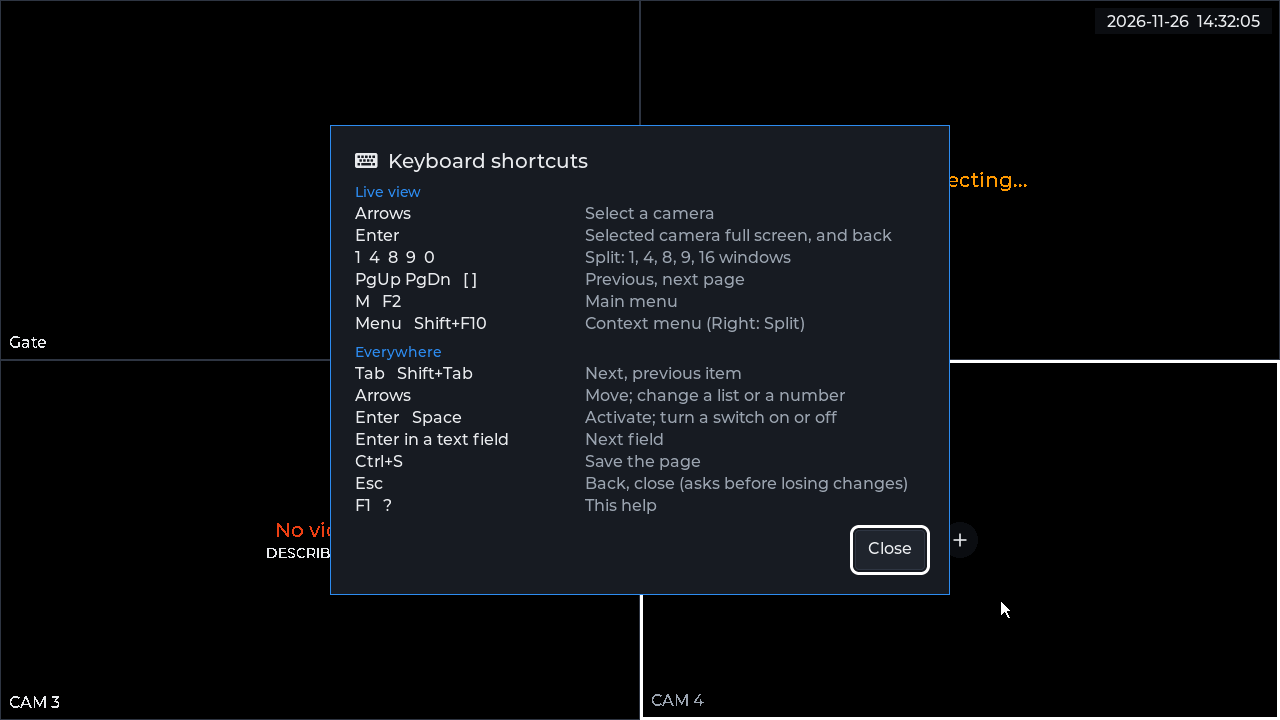 2026-11-26 14:32:05
Keyboard shortcuts
Live view
Arrows Select a camera
Enter Selected camera full screen, and back
1 4 8 9 0 Split: 1, 4, 8, 9, 16 windows
PgUp PgDn [ ] Previous, next page
M F2 Main menu
Menu Shift+F10 Context menu (Right: Split)
Everywhere
Tab Shift+Tab Next, previous item
Arrows Move; change a list or a number
Enter Space Activate; turn a switch on or off
Enter in a text field Next field
Ctrl+S Save the page
Esc Back, close (asks before losing changes)
F1 ? This help
Close
Gate
No
CAM 3
+
CAM 4